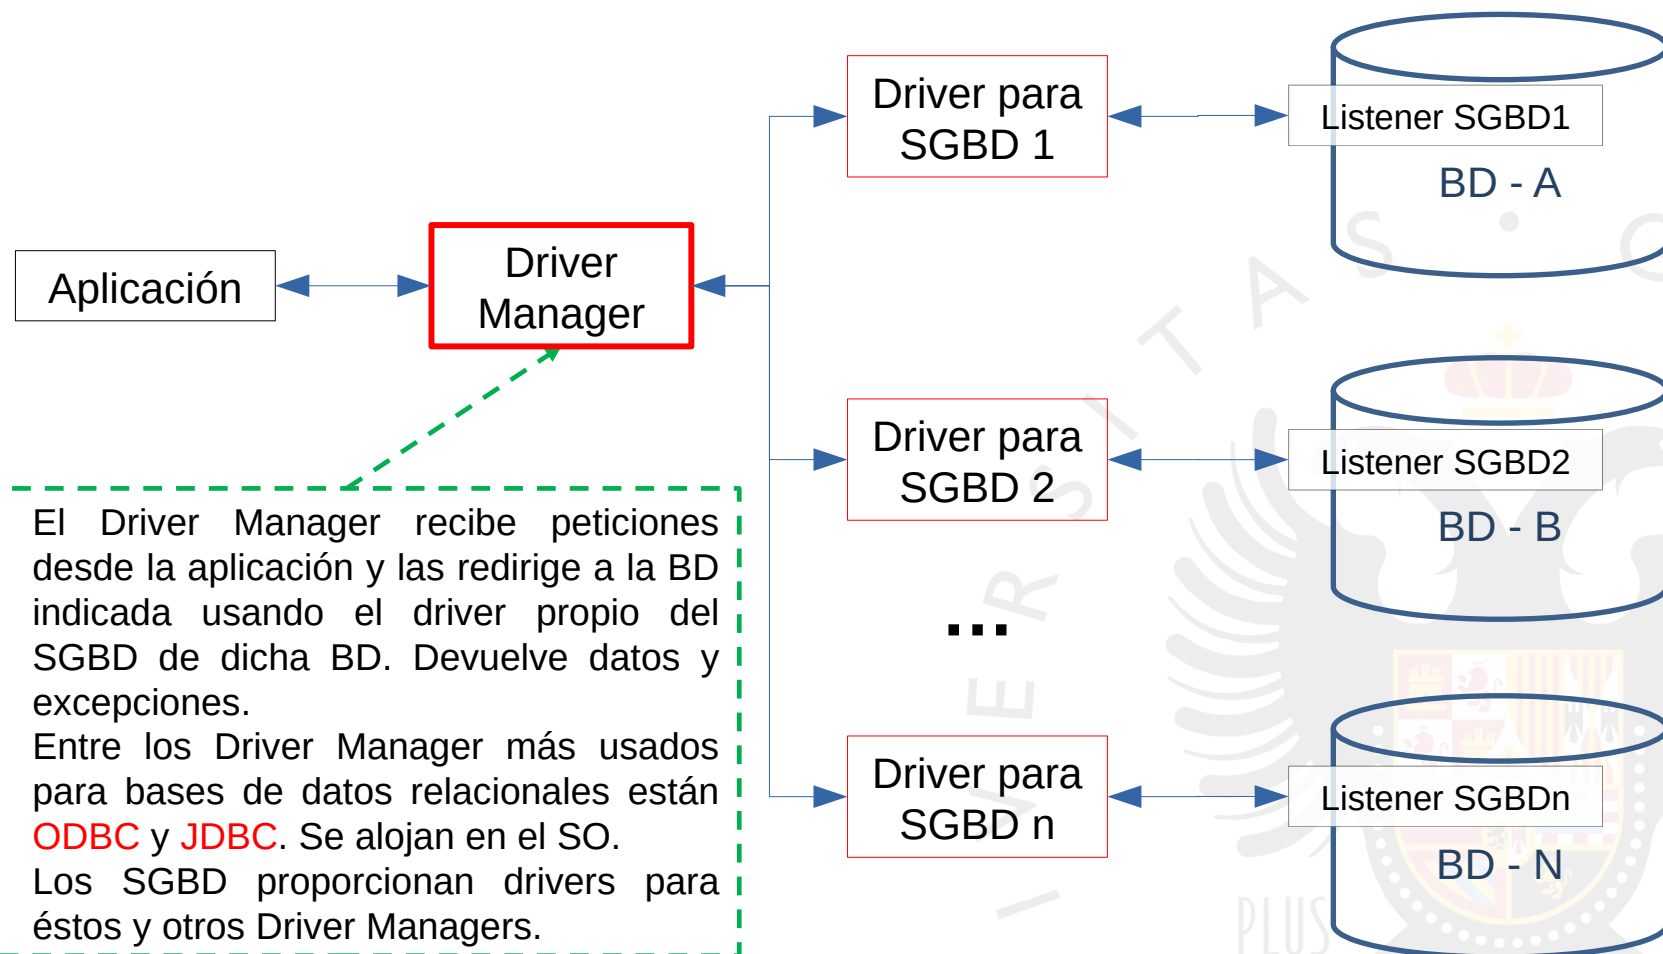 Driver para
SGBD 1
Listener SGBD1
BD - A
Aplicación
Driver
Manager
Driver para
SGBD 2
Listener SGBD2
BD - B
El Driver Manager recibe peticiones
desde la aplicación y las redirige a la BD
indicada usando el driver propio del
SGBD de dicha BD. Devuelve datos y
excepciones.
Entre los Driver Manager más usados
para bases de datos relacionales están
ODBC y JDBC. Se alojan en el SO.
Los SGBD proporcionan drivers para
éstos y otros Driver Managers.
...
Driver para
SGBD n
Listener SGBDn
BD - N
I V E R S I T A S • C
PLUS